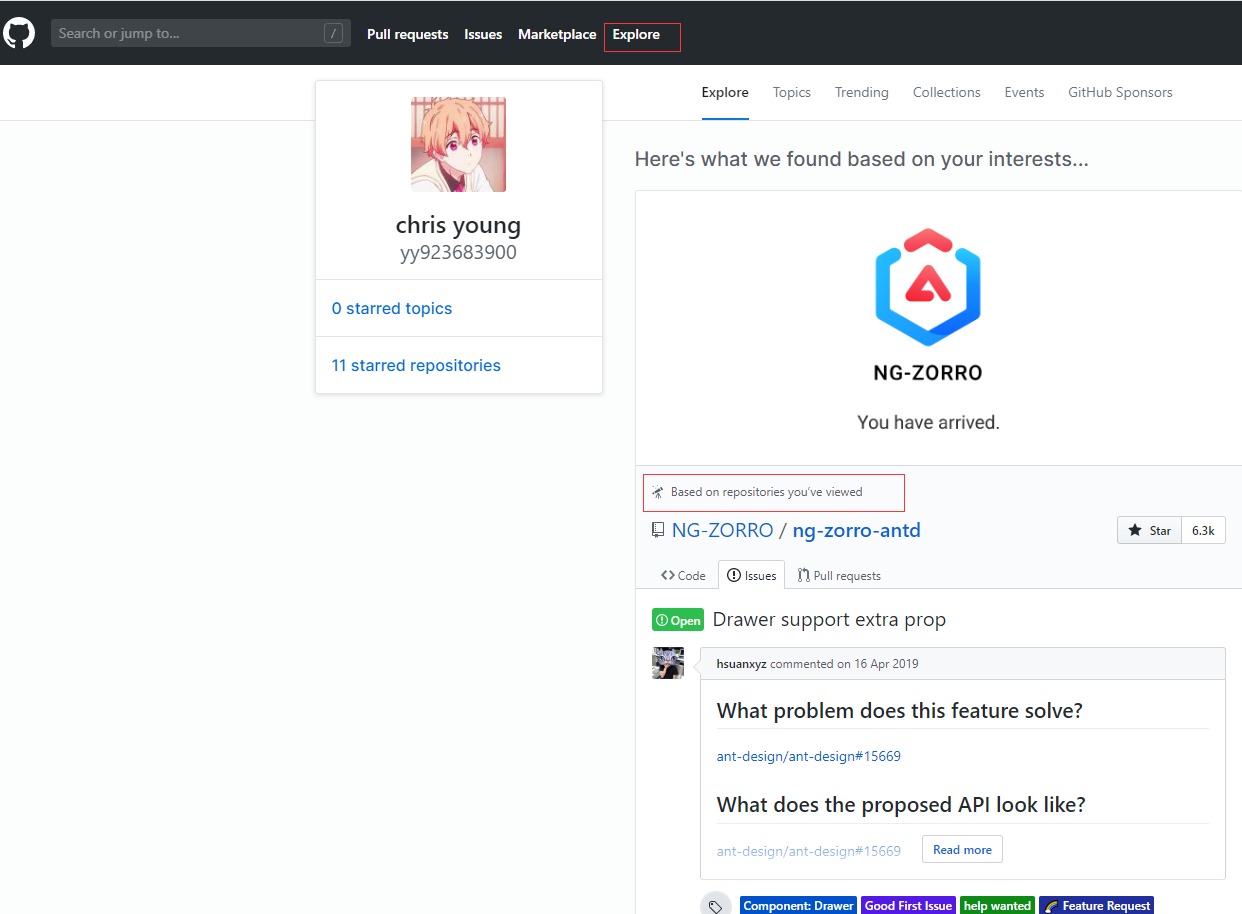 Search or jump to... /
Pull requests Issues Marketplace Explore
Explore Topics Trending Collections Events GitHub Sponsors
chris young
yy923683900
0 starred topics
11 starred repositories
Here's what we found based on your interests...
NG-ZORRO
You have arrived.
Based on repositories you've viewed
NG-ZORRO / ng-zorro-antd
Star 6.3k
Code Issues Pull requests
Open Drawer support extra prop
hsuanxyz commented on 16 Apr 2019
What problem does this feature solve?
ant-design/ant-design#15669
What does the proposed API look like?
ant-design/ant-design#15669 Read more
Component: Drawer Good First Issue help wanted 🌈 Feature Request